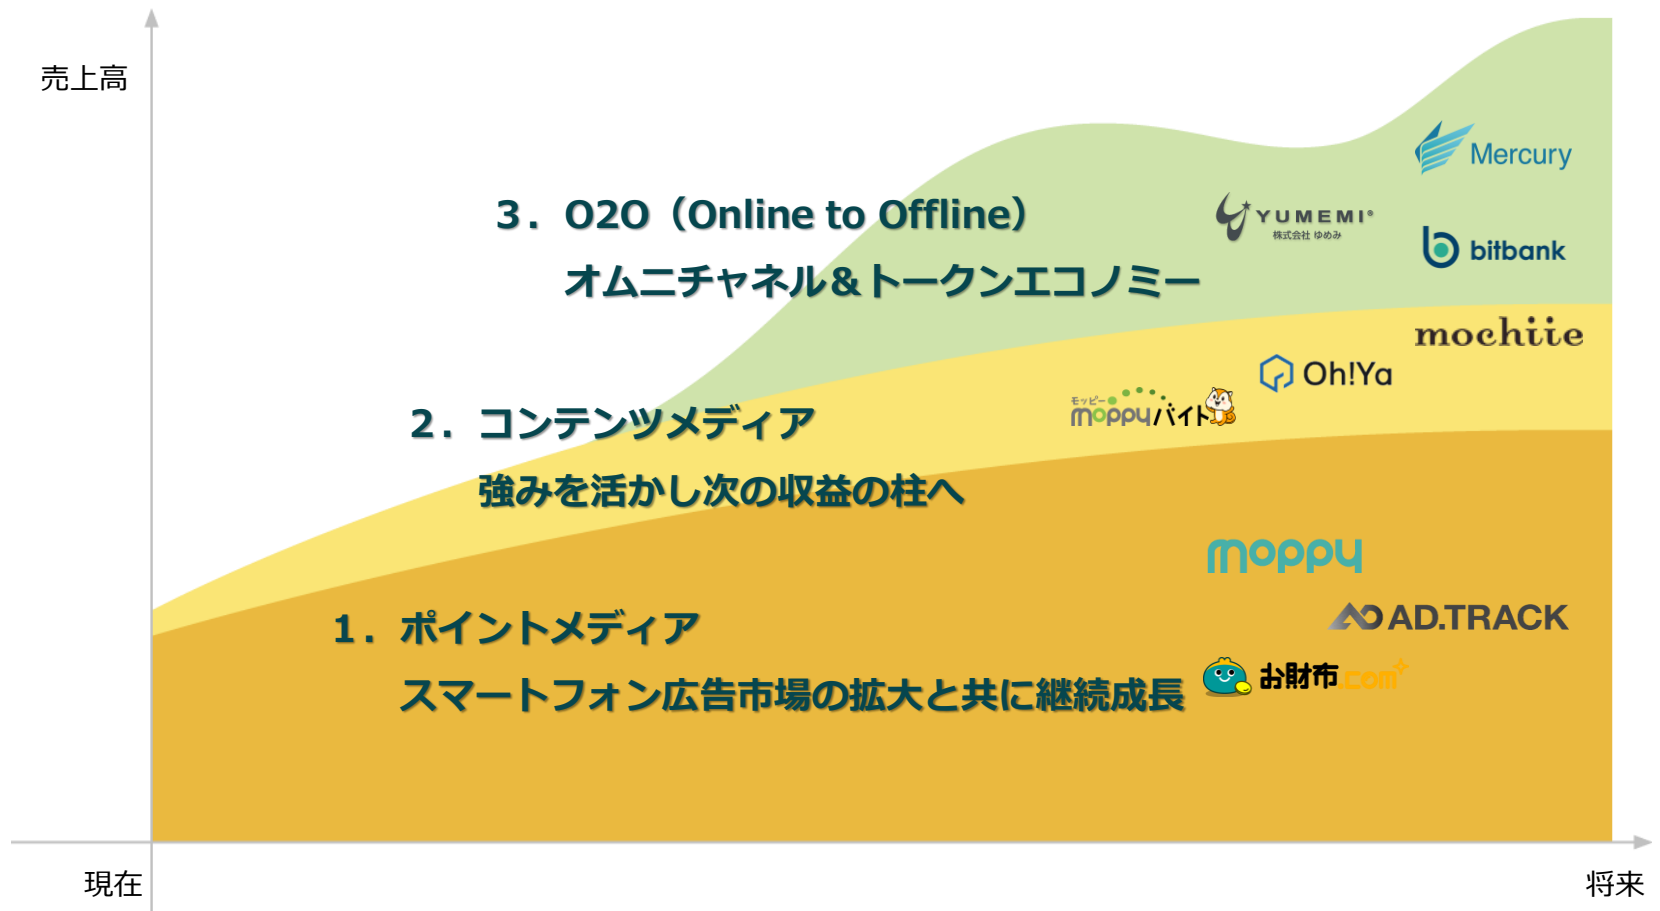 売上高
Mercury
３．O2O（Online to Offline）
YUMEMI®
株式会社 ゆめみ
bitbank
オムニチャネル＆トークンエコノミー
mochiie
Oh!Ya
モッピー
moppyバイト
２．コンテンツメディア
強みを活かし次の収益の柱へ
moppy
１．ポイントメディア
AD.TRACK
スマートフォン広告市場の拡大と共に継続成長
お財布.com
現在
将来